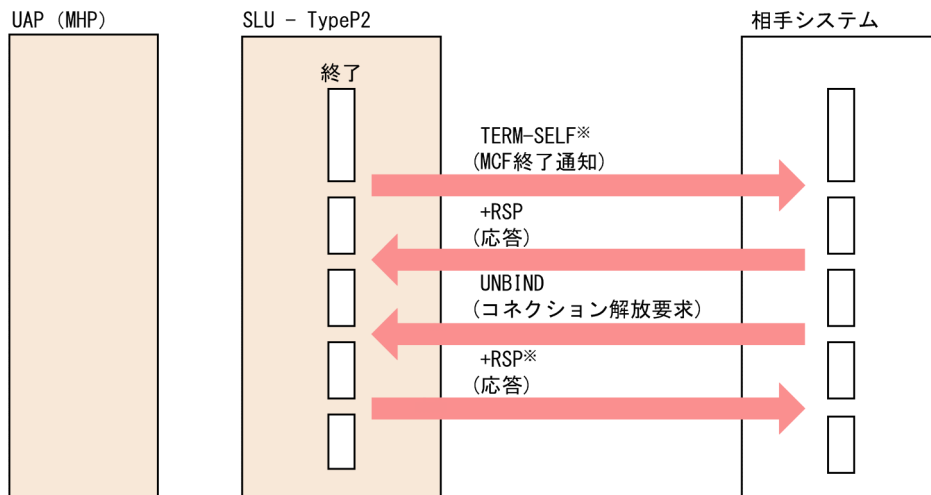 UAP (MHP)
SLU - TypeP2
相手システム
終了
TERM-SELF※
(MCF終了通知)
+RSP
(応答)
UNBIND
(コネクション解放要求)
+RSP※
(応答)